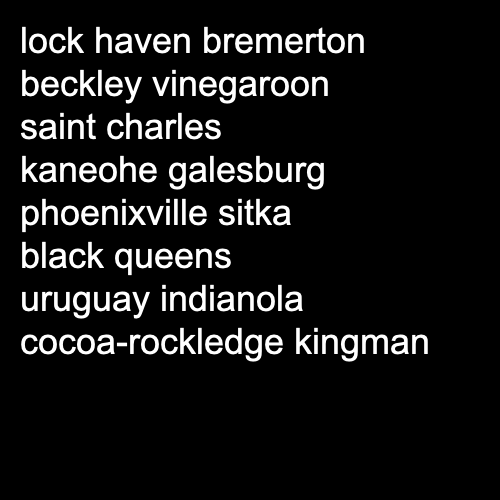 lock haven bremerton
beckley vinegaroon
saint charles
kaneohe galesburg
phoenixville sitka
black queens
uruguay indianola
cocoa-rockledge kingman